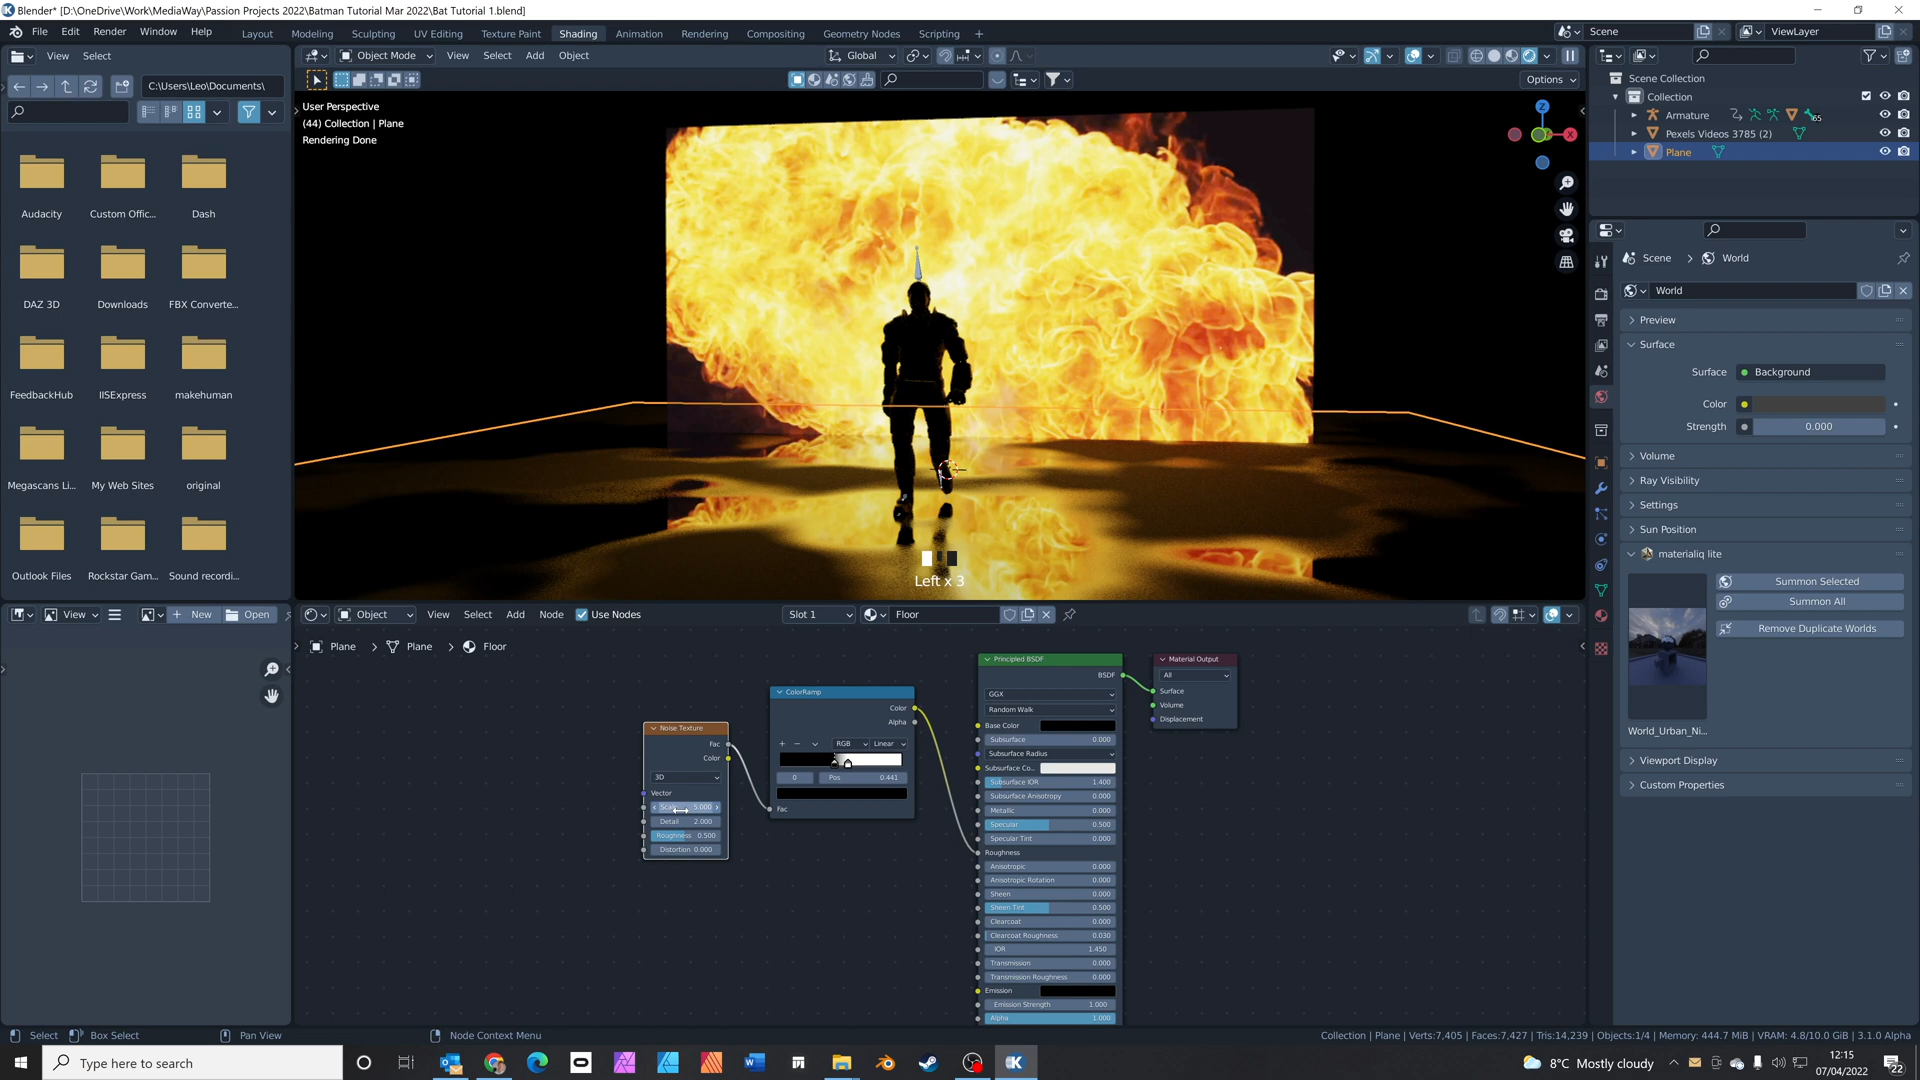 Blender* [D:\OneDrive\Work\MediaWay\Passion Projects 2022\Batman Tutorial Mar 2022\Bat Tutorial 1.blend]
File Edit Render Window Help
Layout Modeling Sculpting UV Editing Texture Paint Shading Animation Rendering Compositing Geometry Nodes Scripting +
Scene
ViewLayer
View Select
Object Mode View Select Add Object
Global
C:\Users\Leo\Documents\
Options
User Perspective
(44) Collection | Plane
Rendering Done
Z
X
Scene Collection
Collection
Armature
65
Pexels Videos 3785 (2)
Plane
Audacity
Custom Offic...
Dash
DAZ 3D
Downloads
FBX Converte...
FeedbackHub
IISExpress
makehuman
Megascans Li...
My Web Sites
original
Outlook Files
Rockstar Gam...
Sound recordi...
Left x 3
Scene > World
World
Preview
Surface
Surface Background
Color
Strength 0.000
Volume
Ray Visibility
Settings
Sun Position
materialiq lite
Summon Selected
Summon All
Remove Duplicate Worlds
World_Urban_Ni...
Viewport Display
Custom Properties
View
+ New Open
Object View Select Add Node Use Nodes
Slot 1
Floor
Plane > Plane > Floor
Noise Texture
Fac
Color
3D
Vector
Scale 5.000
Detail 2.000
Roughness 0.500
Distortion 0.000
ColorRamp
Color
Alpha
+ − RGB Linear
0 Pos 0.441
Fac
Principled BSDF
BSDF
GGX
Random Walk
Base Color
Subsurface 0.000
Subsurface Radius
Subsurface Co...
Subsurface IOR 1.400
Subsurface Anisotropy 0.000
Metallic 0.000
Specular 0.500
Specular Tint 0.000
Roughness
Anisotropic 0.000
Anisotropic Rotation 0.000
Sheen 0.000
Sheen Tint 0.500
Clearcoat 0.000
Clearcoat Roughness 0.030
IOR 1.450
Transmission 0.000
Transmission Roughness 0.000
Emission
Emission Strength 1.000
Alpha 1.000
Material Output
All
Surface
Volume
Displacement
Select Box Select Pan View Node Context Menu
Collection | Plane | Verts:7,405 | Faces:7,427 | Tris:14,239 | Objects:1/4 | Memory: 444.7 MiB | VRAM: 4.8/10.0 GiB | 3.1.0 Alpha
Type here to search
8°C Mostly cloudy
12:15
07/04/2022
22